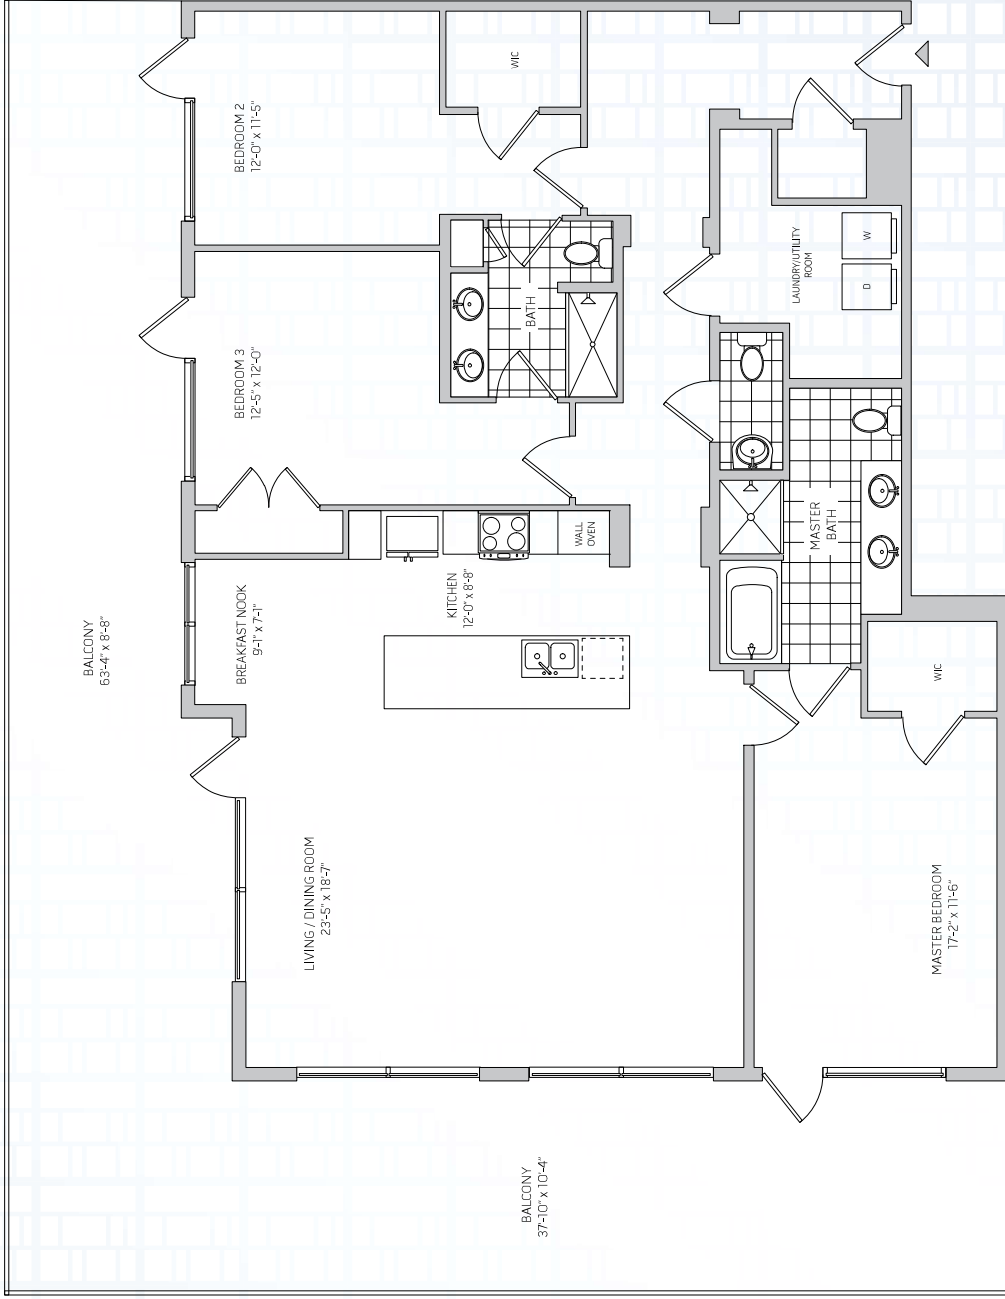 WIC
BEDROOM 2
12'-0" x 11'-5"
LAUNDRY/UTILITY
ROOM
W
D
BATH
BEDROOM 3
12'-5" x 12'-0"
MASTER
BATH
WALL
OVEN
KITCHEN
12'-0" x 8'-8"
BREAKFAST NOOK
9'-1" x 7'-1"
BALCONY
63'-4" x 8'-8"
WIC
LIVING / DINING ROOM
23'-5" x 18'-7"
MASTER BEDROOM
17'-2" x 11'-6"
BALCONY
37'-10" x 10'-4"